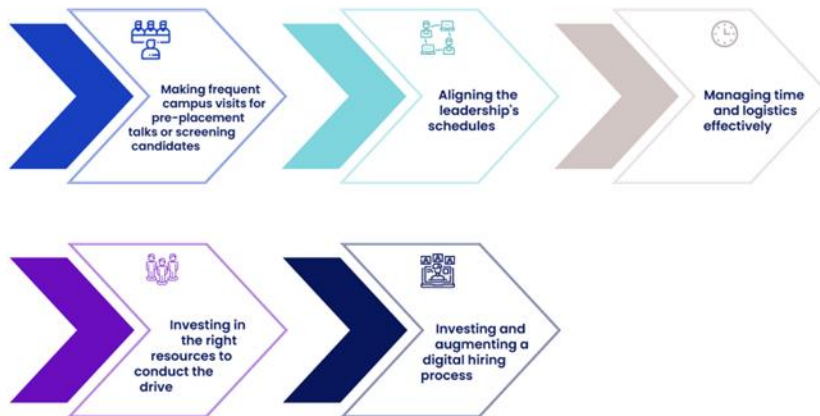 Making frequent
campus visits for
pre-placement
talks or screening
candidates
Aligning the
leadership's
schedules
Managing time
and logistics
effectively
Investing in
the right
resources to
conduct the
drive
Investing and
augmenting a
digital hiring
process